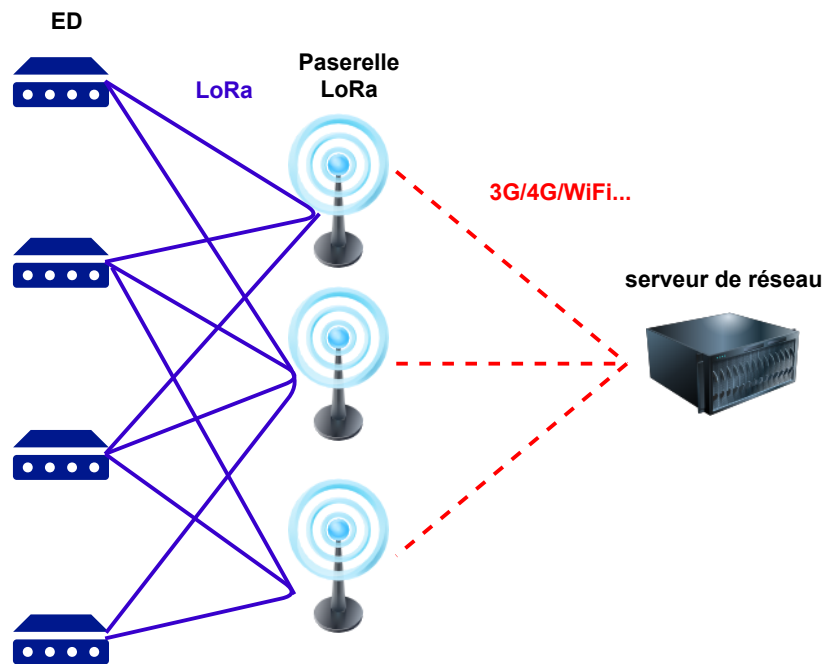 ED
LoRa
Paserelle
LoRa
3G/4G/WiFi...
serveur de réseau